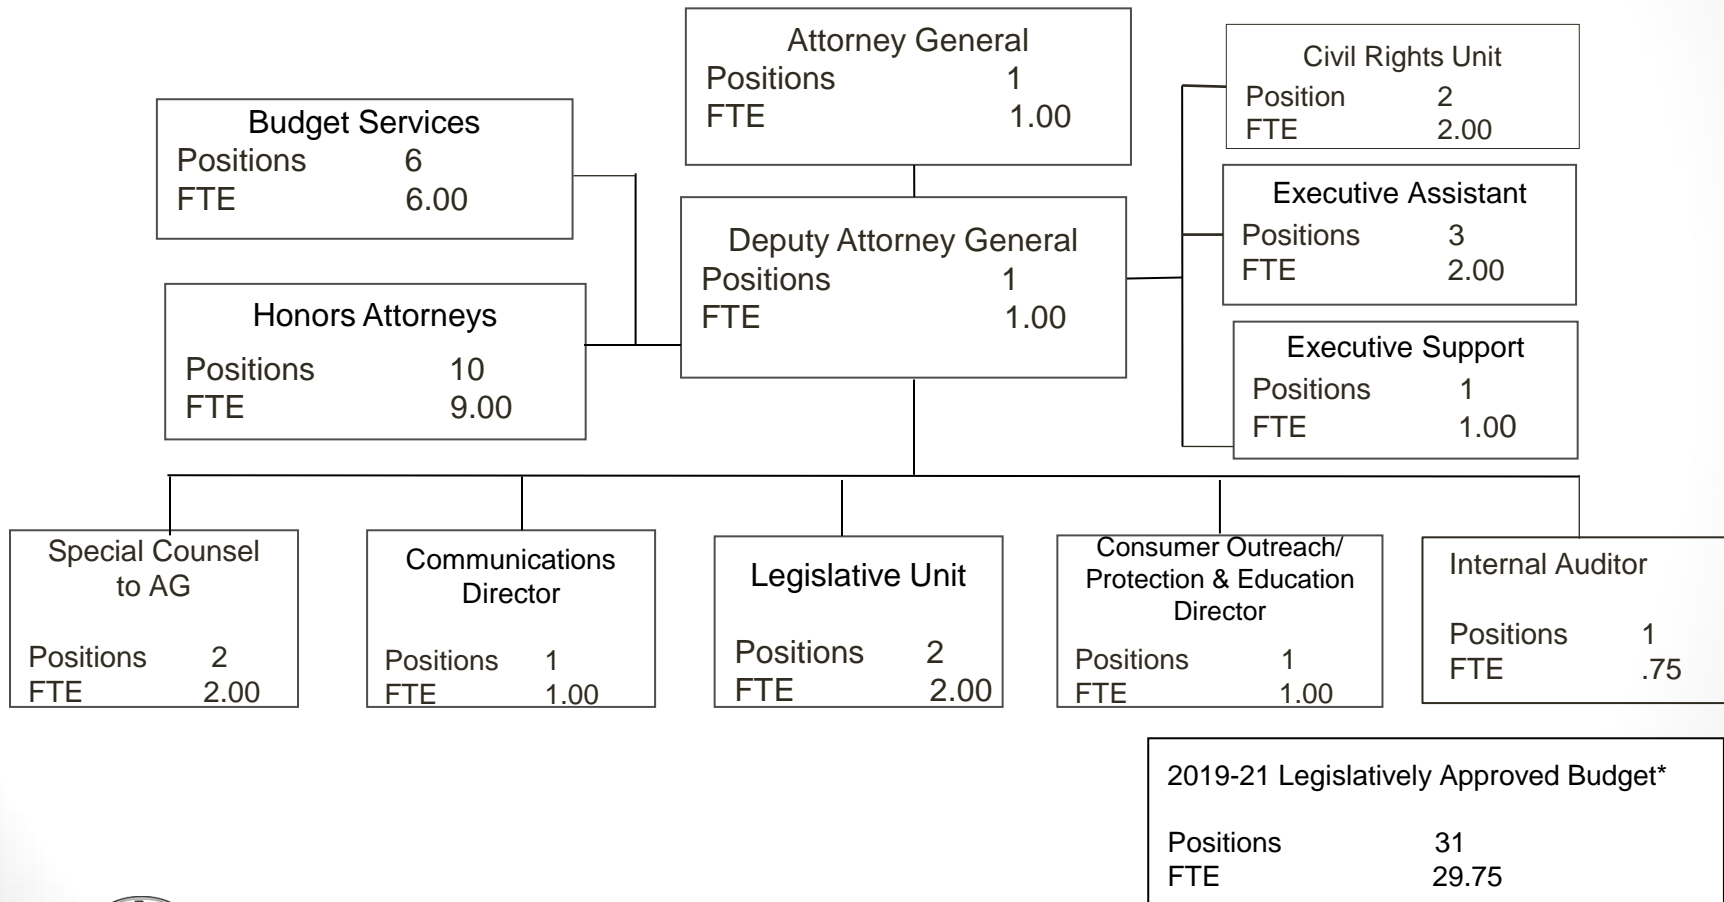 Attorney General
Positions 1
FTE 1.00
Budget Services
Positions 6
FTE 6.00
Deputy Attorney General
Positions 1
FTE 1.00
Honors Attorneys
Positions 10
FTE 9.00
Civil Rights Unit
Position 2
FTE 2.00
Executive Assistant
Positions 3
FTE 2.00
Executive Support
Positions 1
FTE 1.00
Special Counsel
to AG
Positions 2
FTE 2.00
Communications
Director
Positions 1
FTE 1.00
Legislative Unit
Positions 2
FTE 2.00
Consumer Outreach/
Protection & Education
Director
Positions 1
FTE 1.00
Internal Auditor
Positions 1
FTE .75
2019-21 Legislatively Approved Budget*
Positions 31
FTE 29.75